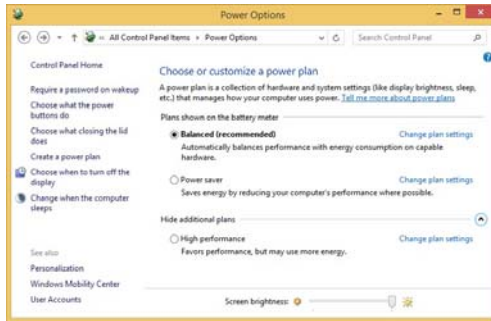 Power Options
« All Control Panel Items › Power Options
Search Control Panel
Control Panel Home
Require a password on wakeup
Choose what the power
buttons do
Choose what closing the lid
does
Create a power plan
Choose when to turn off the
display
Change when the computer
sleeps
See also
Personalization
Windows Mobility Center
User Accounts
Choose or customize a power plan
A power plan is a collection of hardware and system settings (like display brightness, sleep,
etc.) that manages how your computer uses power. Tell me more about power plans
Plans shown on the battery meter
Balanced (recommended) Change plan settings
Automatically balances performance with energy consumption on capable
hardware.
Power saver Change plan settings
Saves energy by reducing your computer's performance where possible.
Hide additional plans
High performance Change plan settings
Favors performance, but may use more energy.
Screen brightness: